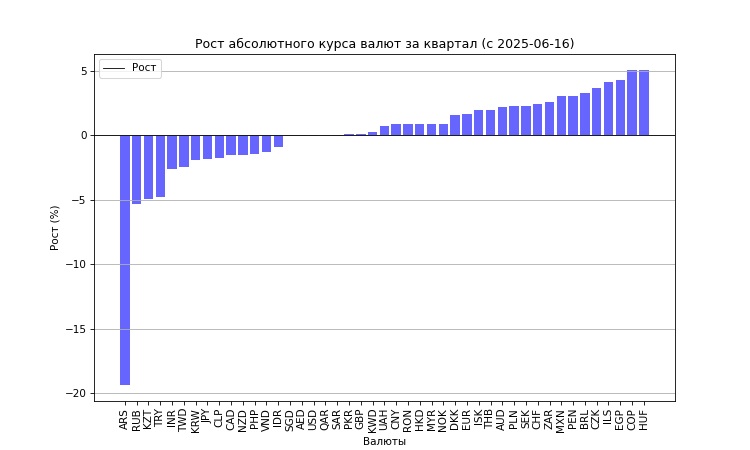 Рост абсолютного курса валют за квартал (с 2025-06-16)
Рост
Рост (%)
5
0
−5
−10
−15
−20
ARS RUB KZT TRY INR TWD KRW JPY CLP CAD NZD PHP VND IDR SGD AED USD QAR SAR PKR GBP KWD UAH CNY RON HKD MYR NOK DKK EUR ISK THB AUD PLN SEK CHF ZAR MXN PEN BRL CZK ILS EGP COP HUF
Валюты